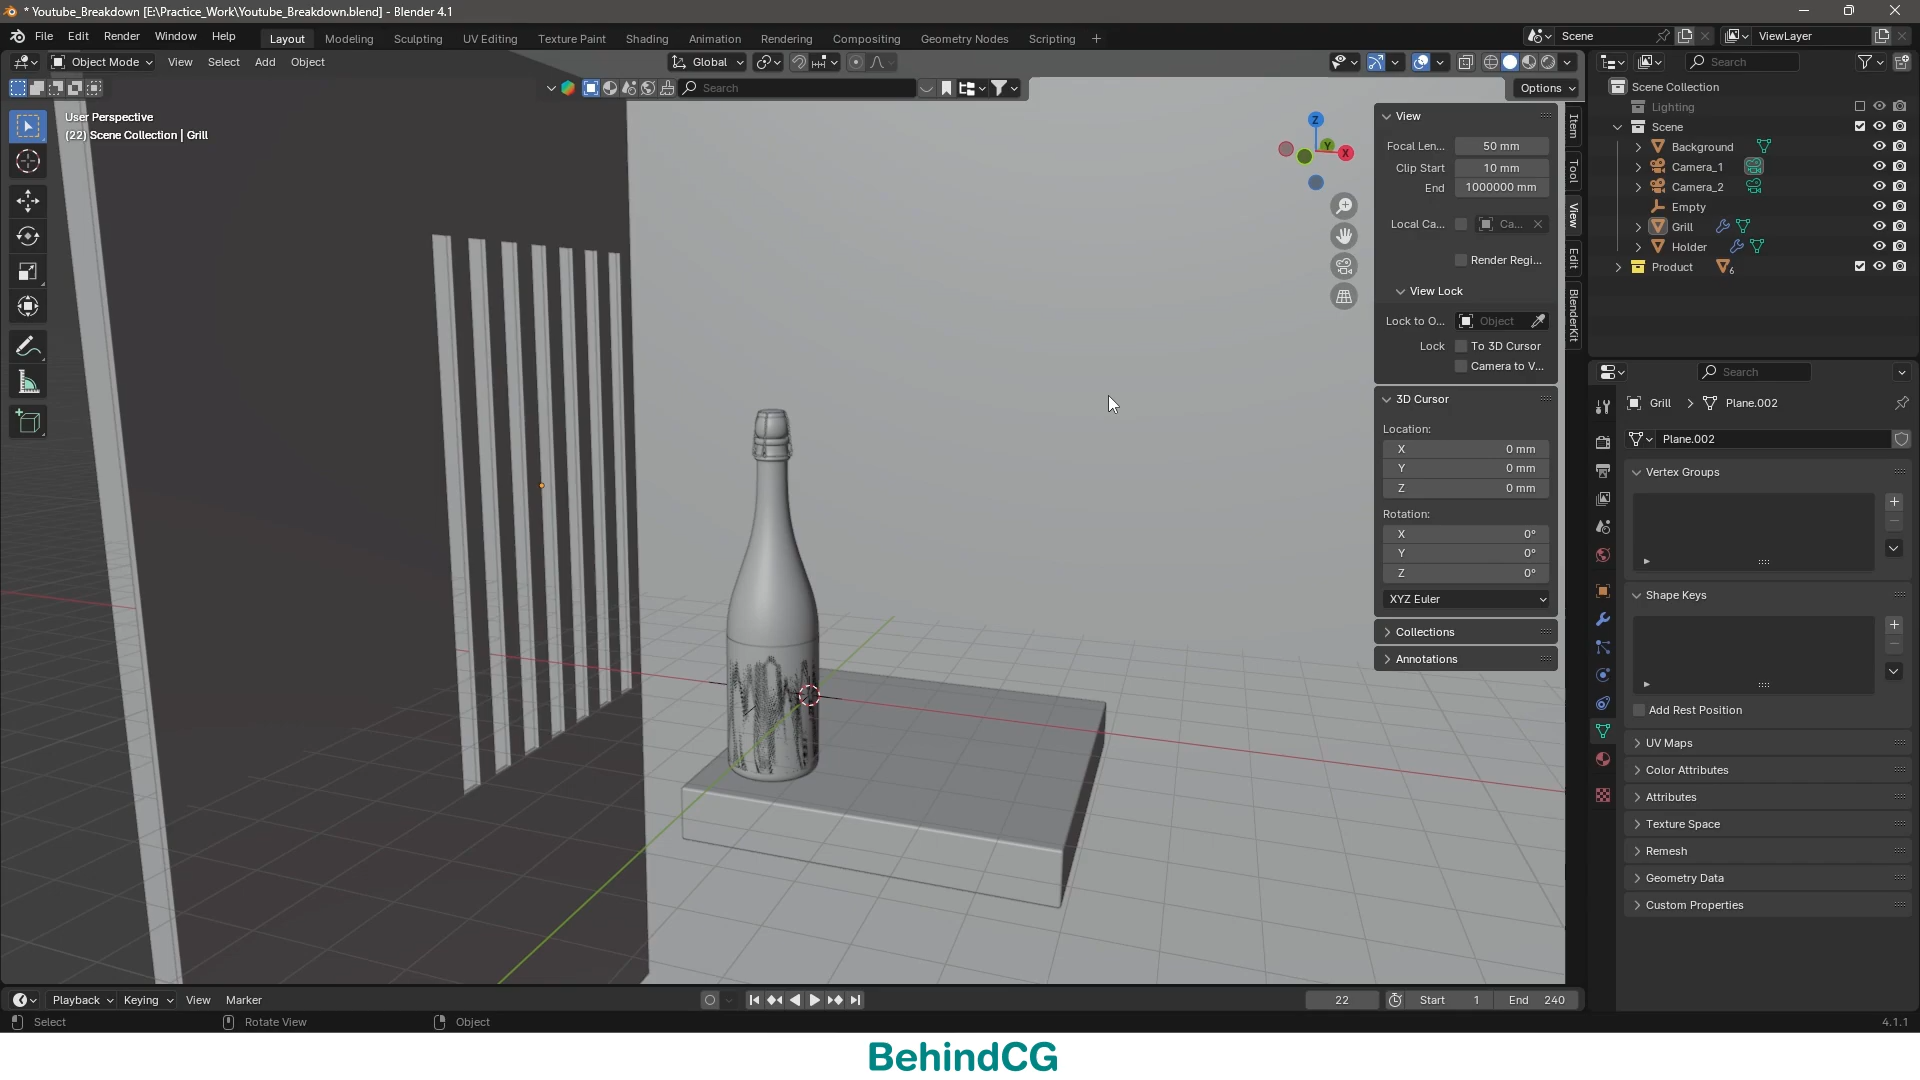 * Youtube_Breakdown [E:\Practice_Work\Youtube_Breakdown.blend] - Blender 4.1
File Edit Render Window Help
Layout Modeling Sculpting UV Editing Texture Paint Shading Animation Rendering Compositing Geometry Nodes Scripting +
Scene
ViewLayer
Object Mode View Select Add Object
Global
Search
Search
Options
User Perspective
(22) Scene Collection | Grill
Z
Y
X
View
Focal Len... 50 mm
Clip Start 10 mm
End 1000000 mm
Local Ca... Ca...
Render Regi...
View Lock
Lock to O... Object
Lock To 3D Cursor
Camera to V...
3D Cursor
Location:
X 0 mm
Y 0 mm
Z 0 mm
Rotation:
X 0°
Y 0°
Z 0°
XYZ Euler
Collections
Annotations
Item
Tool
View
Edit
BlenderKit
Scene Collection
Lighting
Scene
Background
Camera_1
Camera_2
Empty
Grill
Holder
Product 6
Search
Grill Plane.002
Plane.002
Vertex Groups
Shape Keys
Add Rest Position
UV Maps
Color Attributes
Attributes
Texture Space
Remesh
Geometry Data
Custom Properties
Playback Keying View Marker
22 Start 1 End 240
Select Rotate View Object
4.1.1
BehindCG